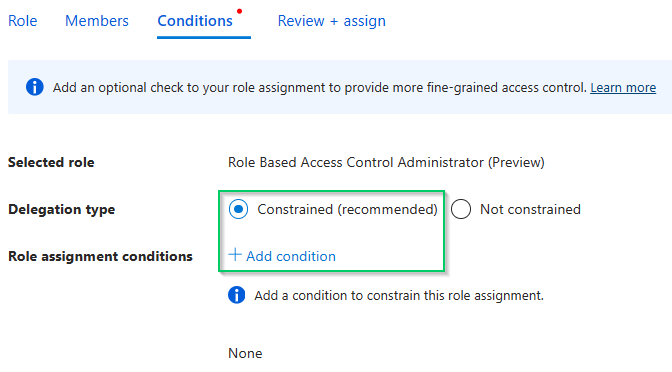 Role Members Conditions Review + assign
Add an optional check to your role assignment to provide more fine-grained access control. Learn more
Selected role Role Based Access Control Administrator (Preview)
Delegation type Constrained (recommended) Not constrained
Role assignment conditions + Add condition
Add a condition to constrain this role assignment.
None